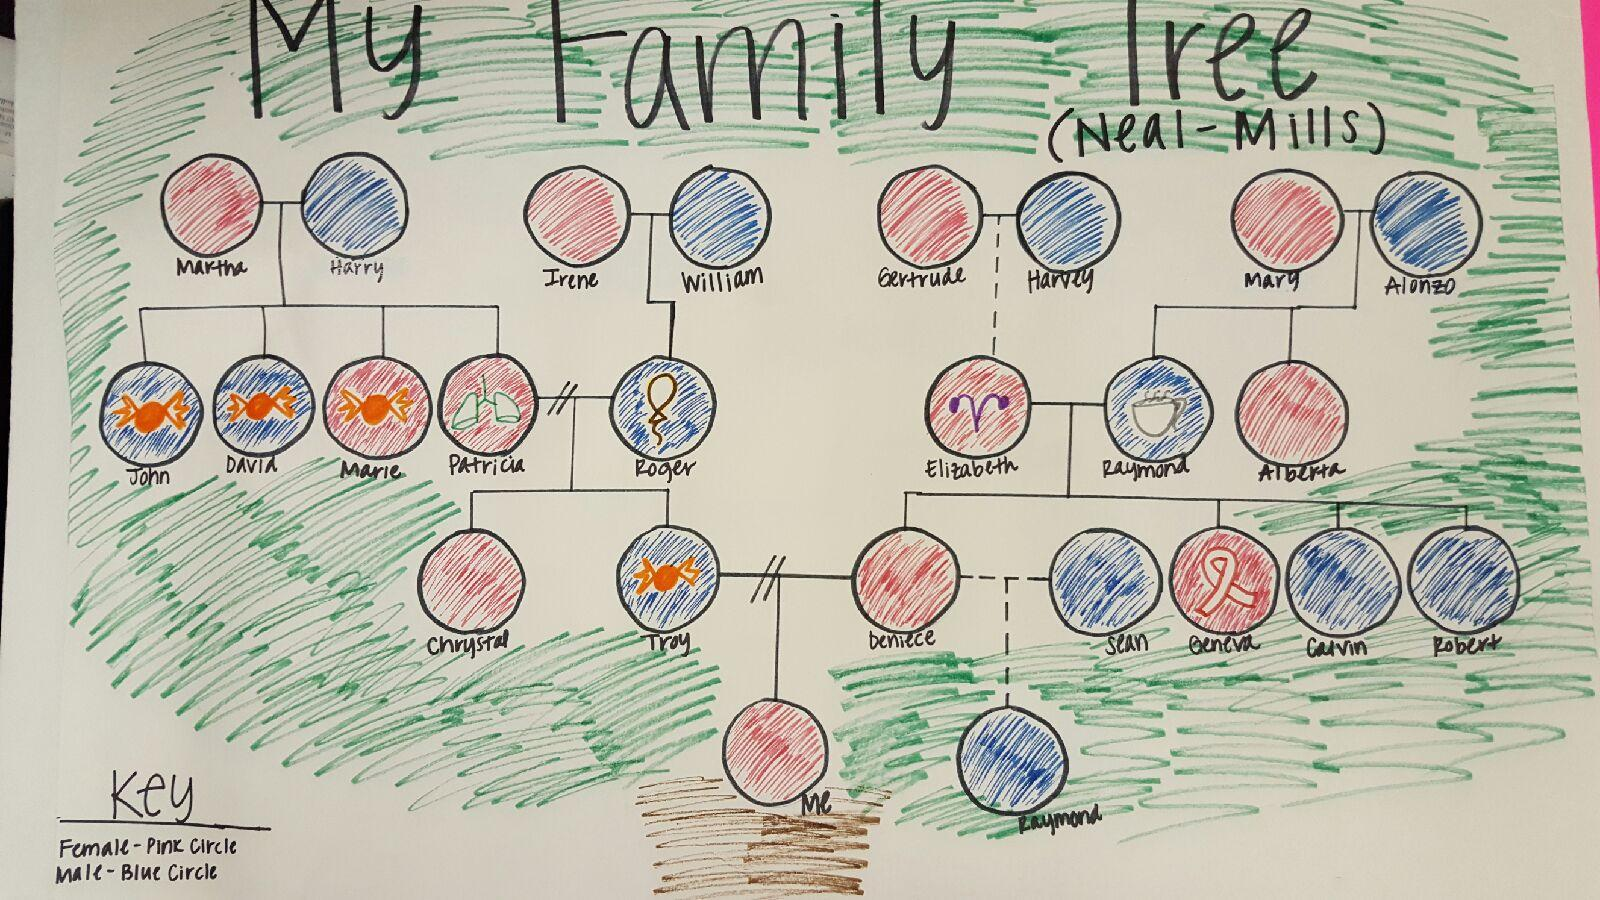 My Family Tree
(Neal-Mills)
Martha Harry Irene William Gertrude Harvey Mary Alonzo
John David Marie Patricia Roger Elizabeth Raymond Alberta
Chrystal Troy Deniece Sean Geneva Calvin Robert
Me Raymond
Key
Female-Pink Circle
Male-Blue Circle